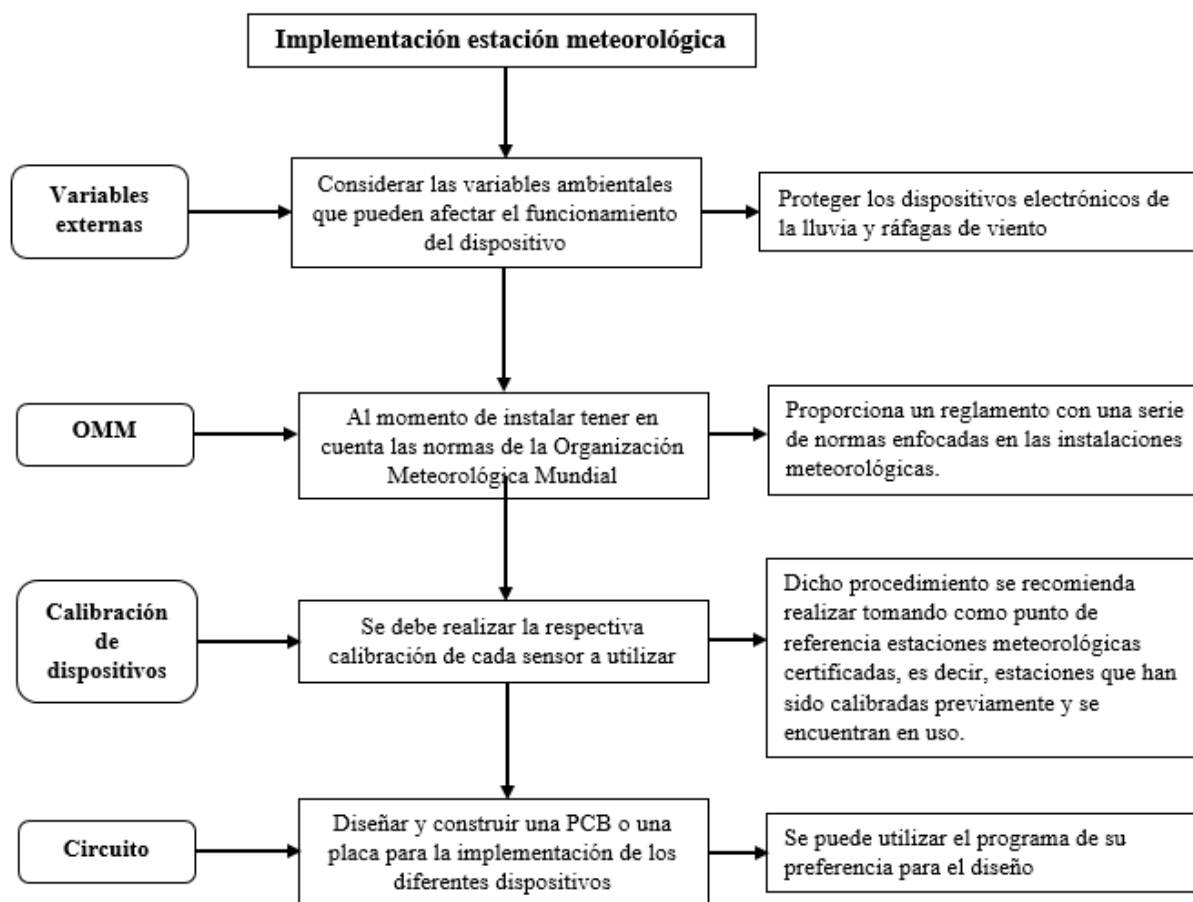 Implementación estación meteorológica
Variables
externas
Considerar las variables ambientales
que pueden afectar el funcionamiento
del dispositivo
Proteger los dispositivos electrónicos de
la lluvia y ráfagas de viento
OMM
Al momento de instalar tener en
cuenta las normas de la Organización
Meteorológica Mundial
Proporciona un reglamento con una serie
de normas enfocadas en las instalaciones
meteorológicas.
Calibración
de
dispositivos
Se debe realizar la respectiva
calibración de cada sensor a utilizar
Dicho procedimiento se recomienda
realizar tomando como punto de
referencia estaciones meteorológicas
certificadas, es decir, estaciones que han
sido calibradas previamente y se
encuentran en uso.
Circuito
Diseñar y construir una PCB o una
placa para la implementación de los
diferentes dispositivos
Se puede utilizar el programa de su
preferencia para el diseño